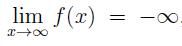 lim f(x) = −∞.
x→∞